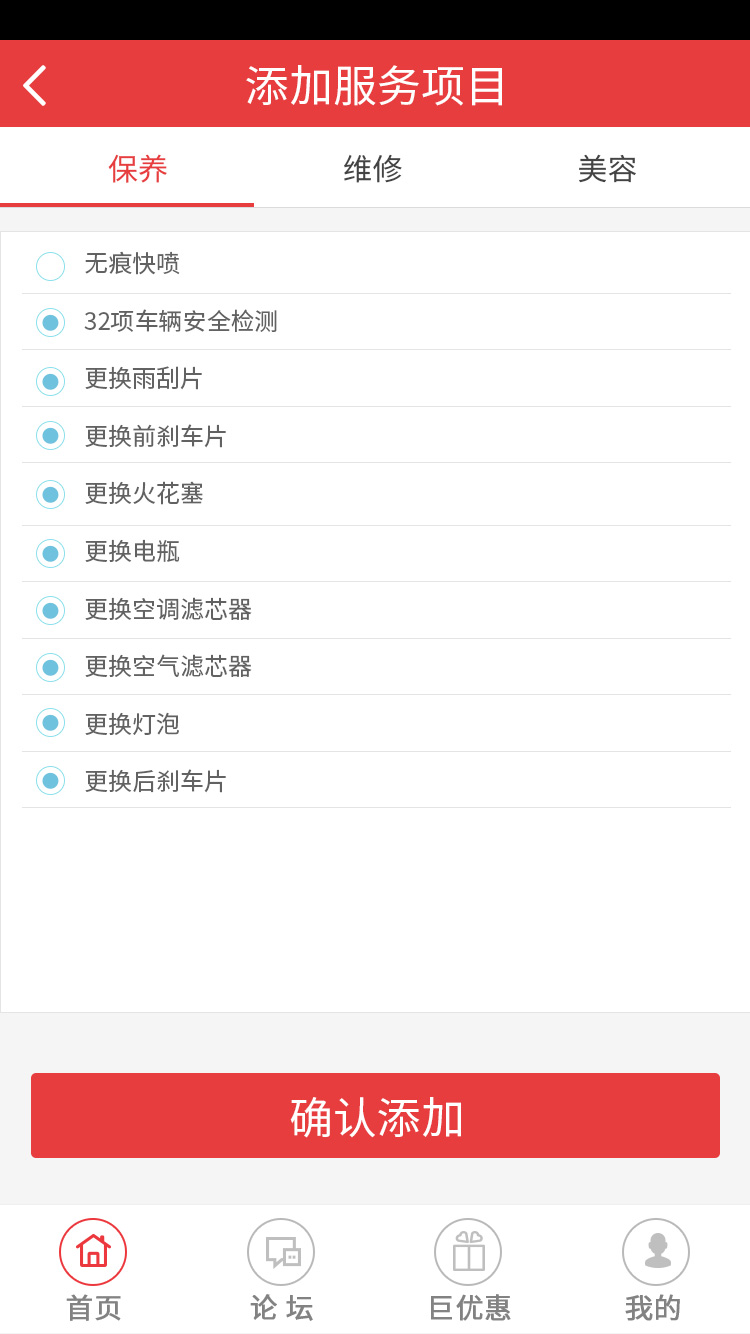 添加服务项目
保养 维修 美容
无痕快喷
32项车辆安全检测
更换雨刮片
更换前刹车片
更换火花塞
更换电瓶
更换空调滤芯器
更换空气滤芯器
更换灯泡
更换后刹车片
确认添加
首页 论 坛 巨优惠 我的